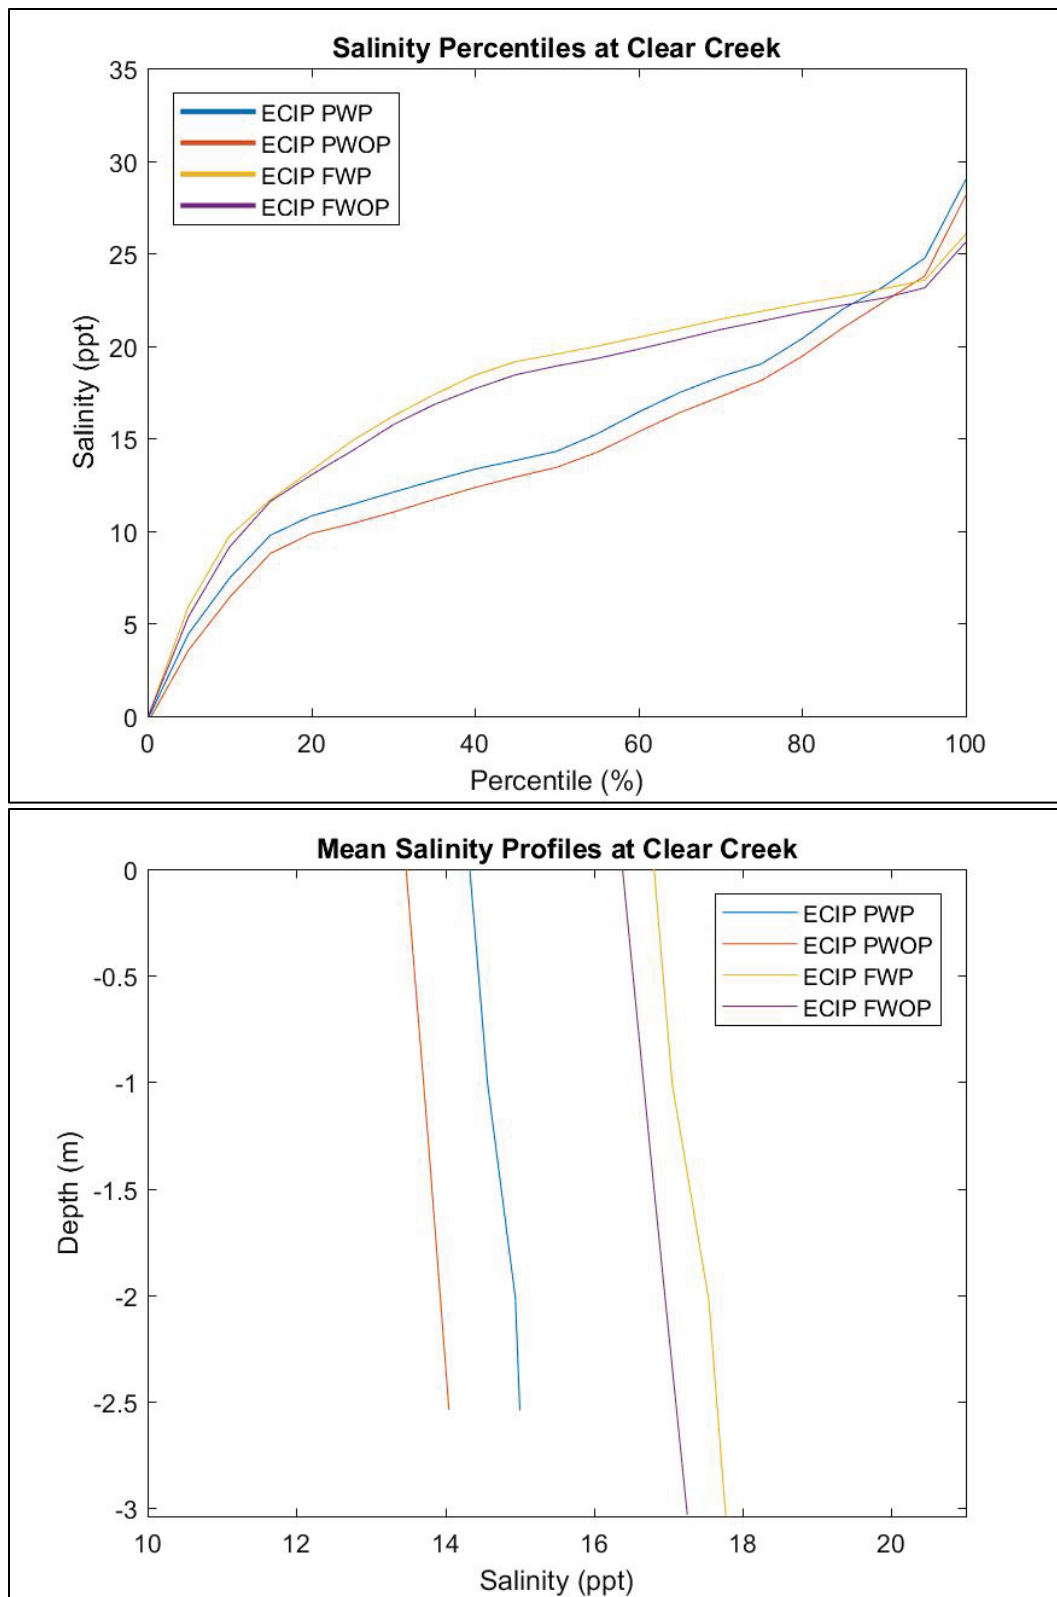 Salinity Percentiles at Clear Creek
35
30
25
20
15
10
5
0
Salinity (ppt)
ECIP PWP
ECIP PWOP
ECIP FWP
ECIP FWOP
0 20 40 60 80 100
Percentile (%)
Mean Salinity Profiles at Clear Creek
0
-0.5
-1
-1.5
-2
-2.5
-3
Depth (m)
ECIP PWP
ECIP PWOP
ECIP FWP
ECIP FWOP
10 12 14 16 18 20
Salinity (ppt)